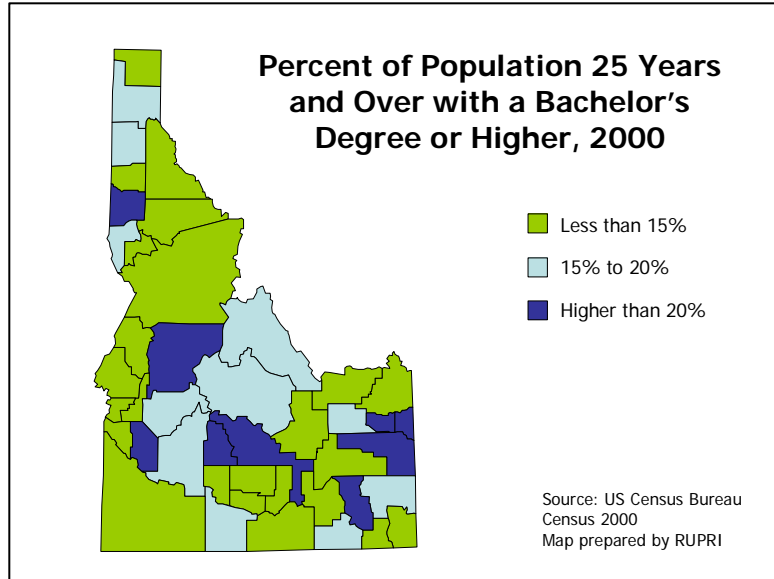 Percent of Population 25 Years
and Over with a Bachelor's
Degree or Higher, 2000
Less than 15%
15% to 20%
Higher than 20%
Source: US Census Bureau
Census 2000
Map prepared by RUPRI